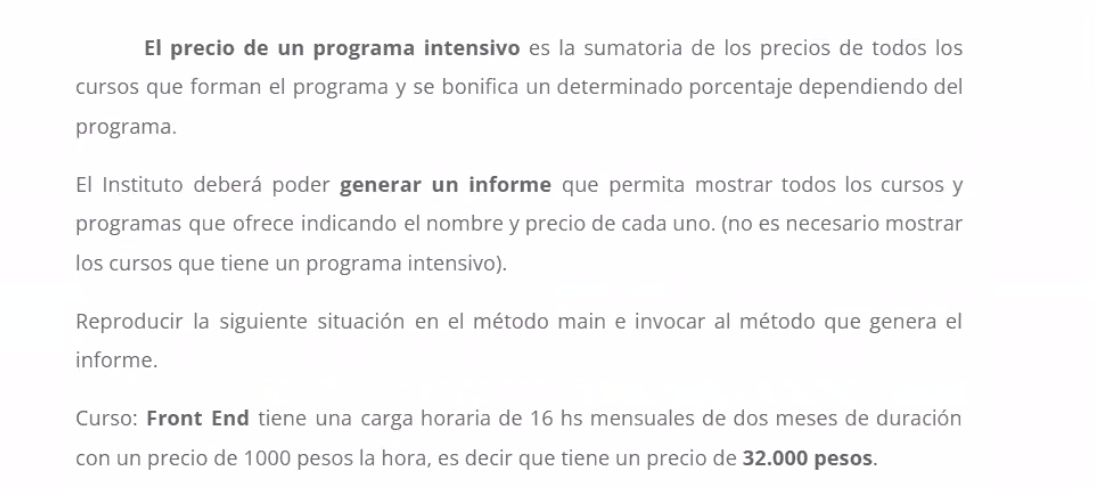 El precio de un programa intensivo es la sumatoria de los precios de todos los
cursos que forman el programa y se bonifica un determinado porcentaje dependiendo del
programa.
El Instituto deberá poder generar un informe que permita mostrar todos los cursos y
programas que ofrece indicando el nombre y precio de cada uno. (no es necesario mostrar
los cursos que tiene un programa intensivo).
Reproducir la siguiente situación en el método main e invocar al método que genera el
informe.
Curso: Front End tiene una carga horaria de 16 hs mensuales de dos meses de duración
con un precio de 1000 pesos la hora, es decir que tiene un precio de 32.000 pesos.